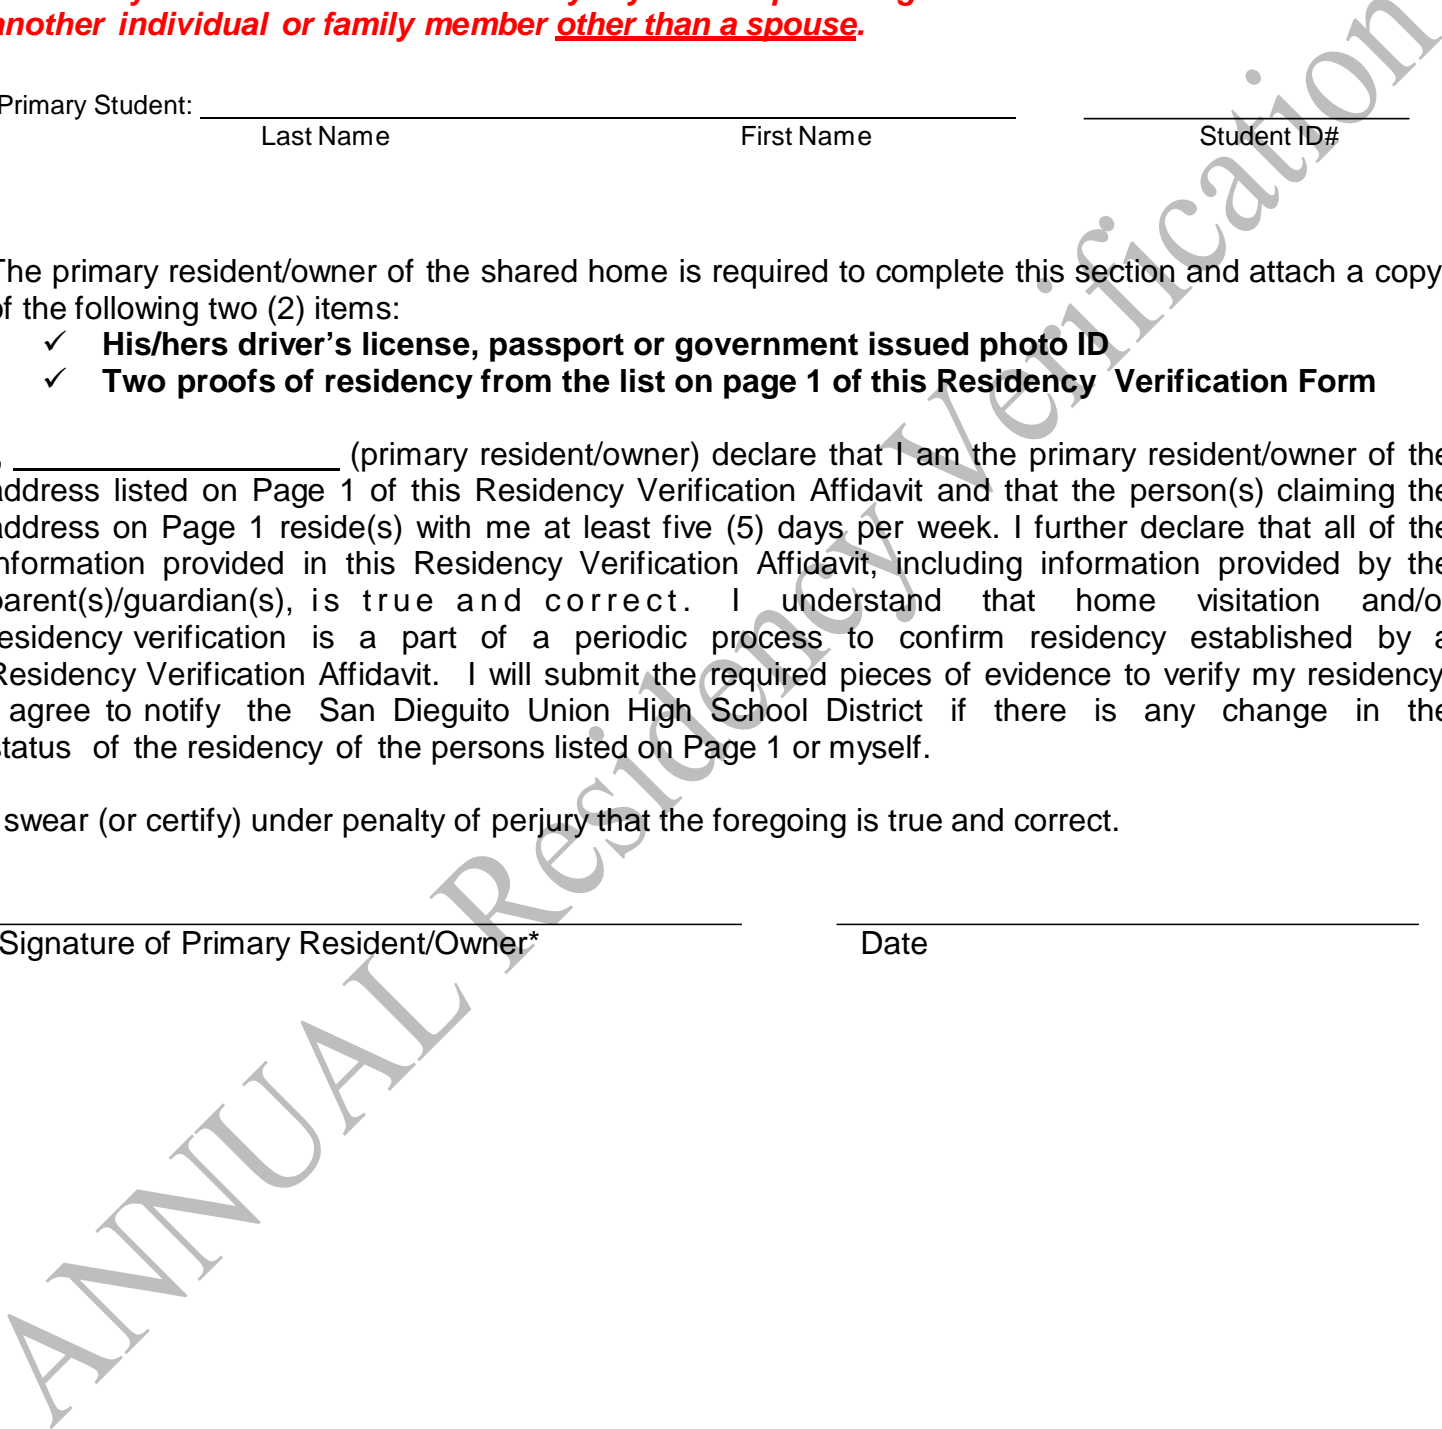 another individual or family member other than a spouse.
Primary Student:
Last Name First Name Student ID#
The primary resident/owner of the shared home is required to complete this section and attach a copy
of the following two (2) items:
✓ His/hers driver's license, passport or government issued photo ID
✓ Two proofs of residency from the list on page 1 of this Residency Verification Form
, ____________________ (primary resident/owner) declare that I am the primary resident/owner of the
address listed on Page 1 of this Residency Verification Affidavit and that the person(s) claiming the
address on Page 1 reside(s) with me at least five (5) days per week. I further declare that all of the
information provided in this Residency Verification Affidavit, including information provided by the
parent(s)/guardian(s), is true and correct. I understand that home visitation and/o
residency verification is a part of a periodic process to confirm residency established by a
Residency Verification Affidavit. I will submit the required pieces of evidence to verify my residency
agree to notify the San Dieguito Union High School District if there is any change in the
status of the residency of the persons listed on Page 1 or myself.
swear (or certify) under penalty of perjury that the foregoing is true and correct.
Signature of Primary Resident/Owner* Date
ANNUAL Residency Verification